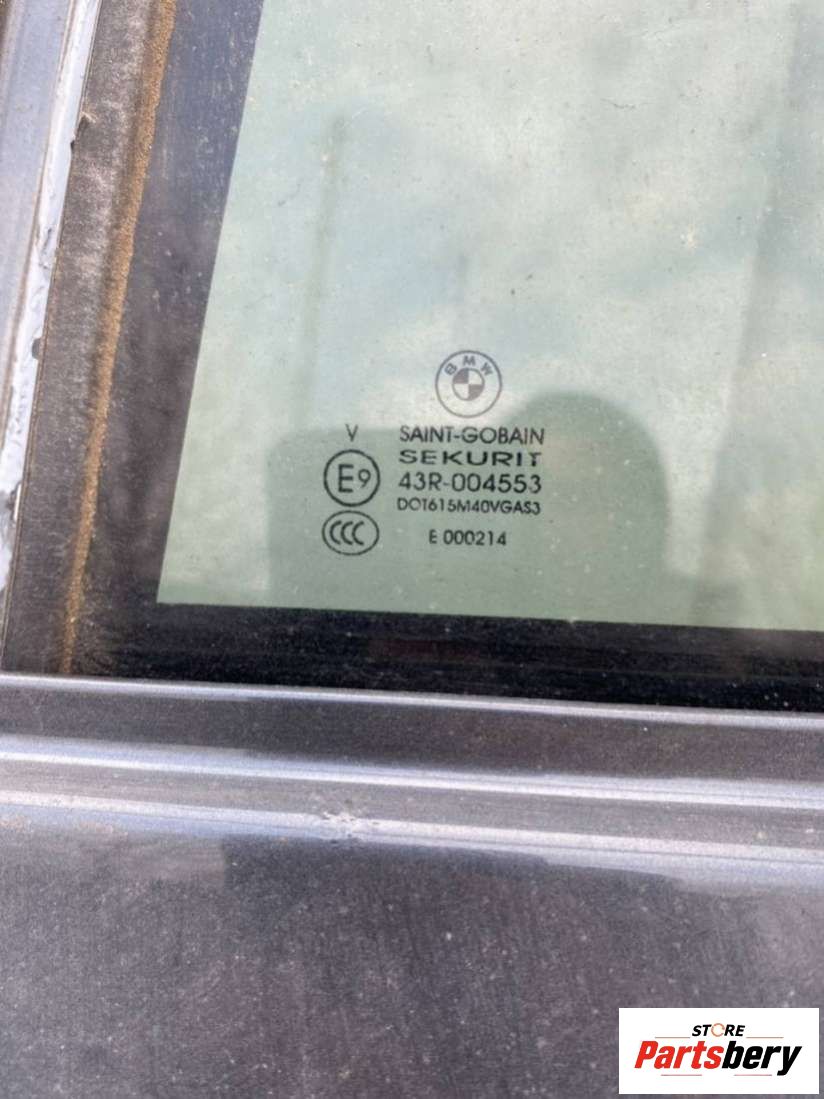 BMW
V SAINT-GOBAIN
SEKURIT
E9 43R-004553
DOT615M40VGAS3
CCC E 000214
STORE
Partsbery